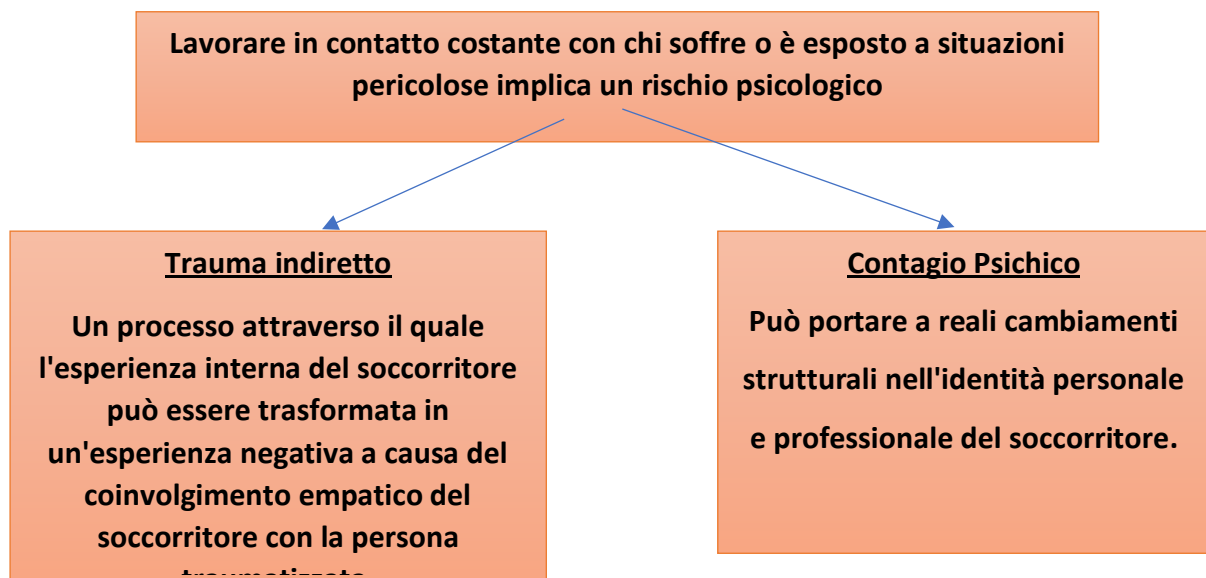 Lavorare in contatto costante con chi soffre o è esposto a situazioni
pericolose implica un rischio psicologico
Trauma indiretto
Un processo attraverso il quale
l'esperienza interna del soccorritore
può essere trasformata in
un'esperienza negativa a causa del
coinvolgimento empatico del
soccorritore con la persona
traumatizzata
Contagio Psichico
Può portare a reali cambiamenti
strutturali nell'identità personale
e professionale del soccorritore.